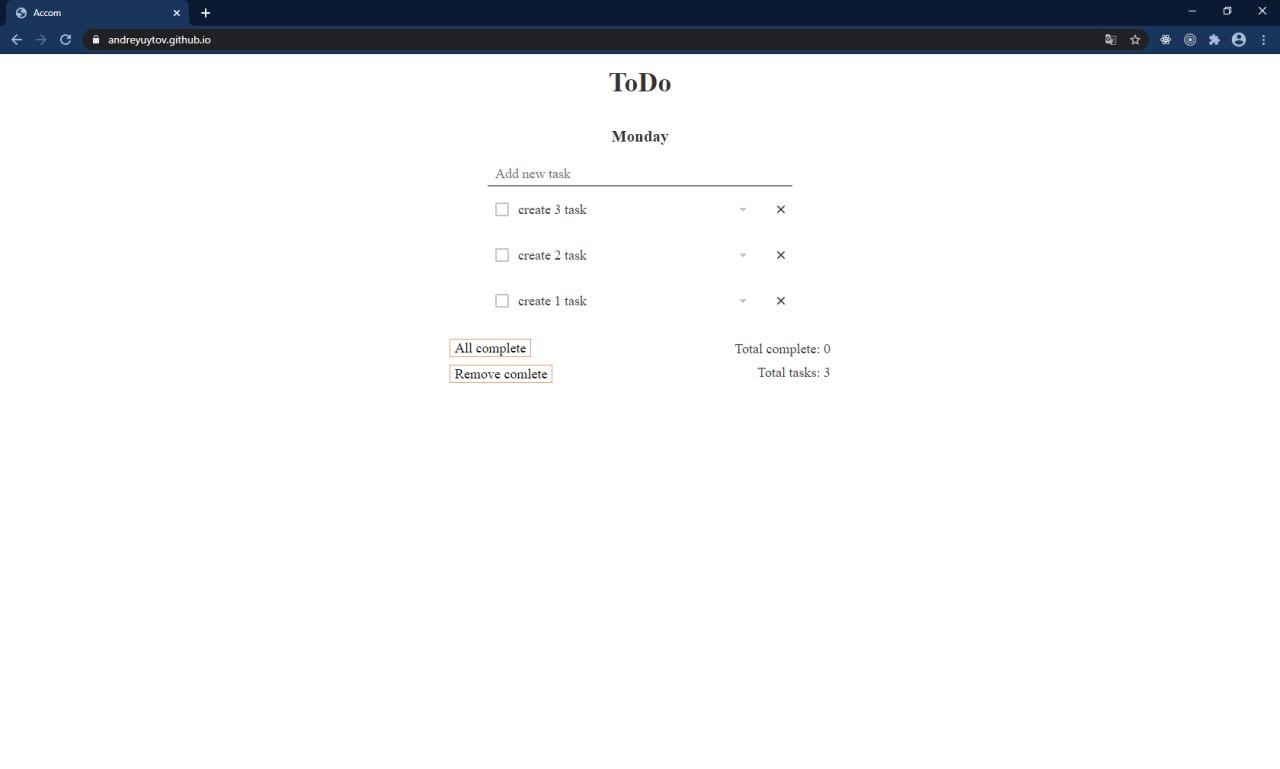 Accom
andreyuytov.github.io
ToDo
Monday
Add new task
create 3 task
create 2 task
create 1 task
All complete
Total complete: 0
Remove comlete
Total tasks: 3